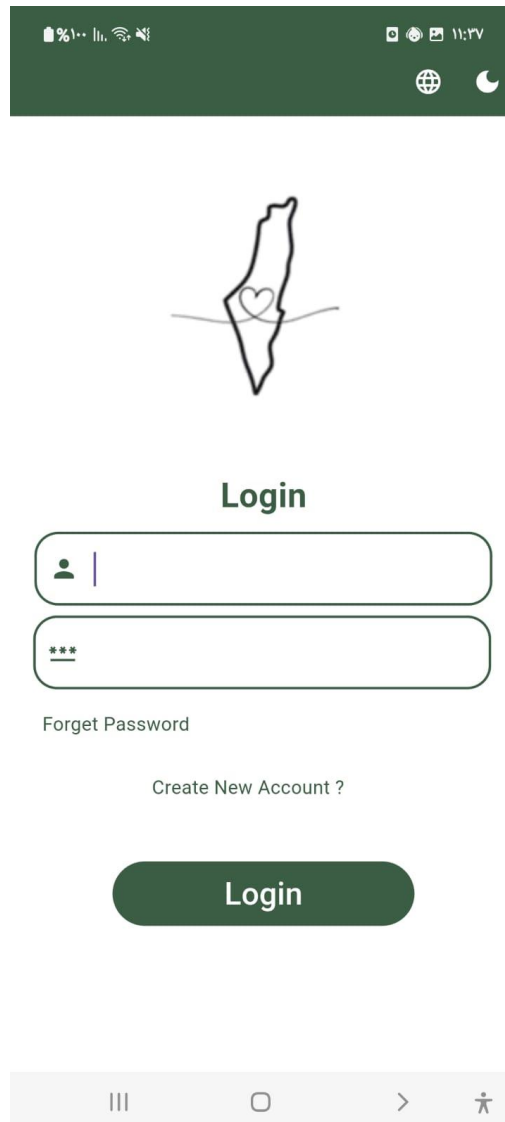 %١٠٠ ١١:٣٧
Login
***
Forget Password
Create New Account ?
Login